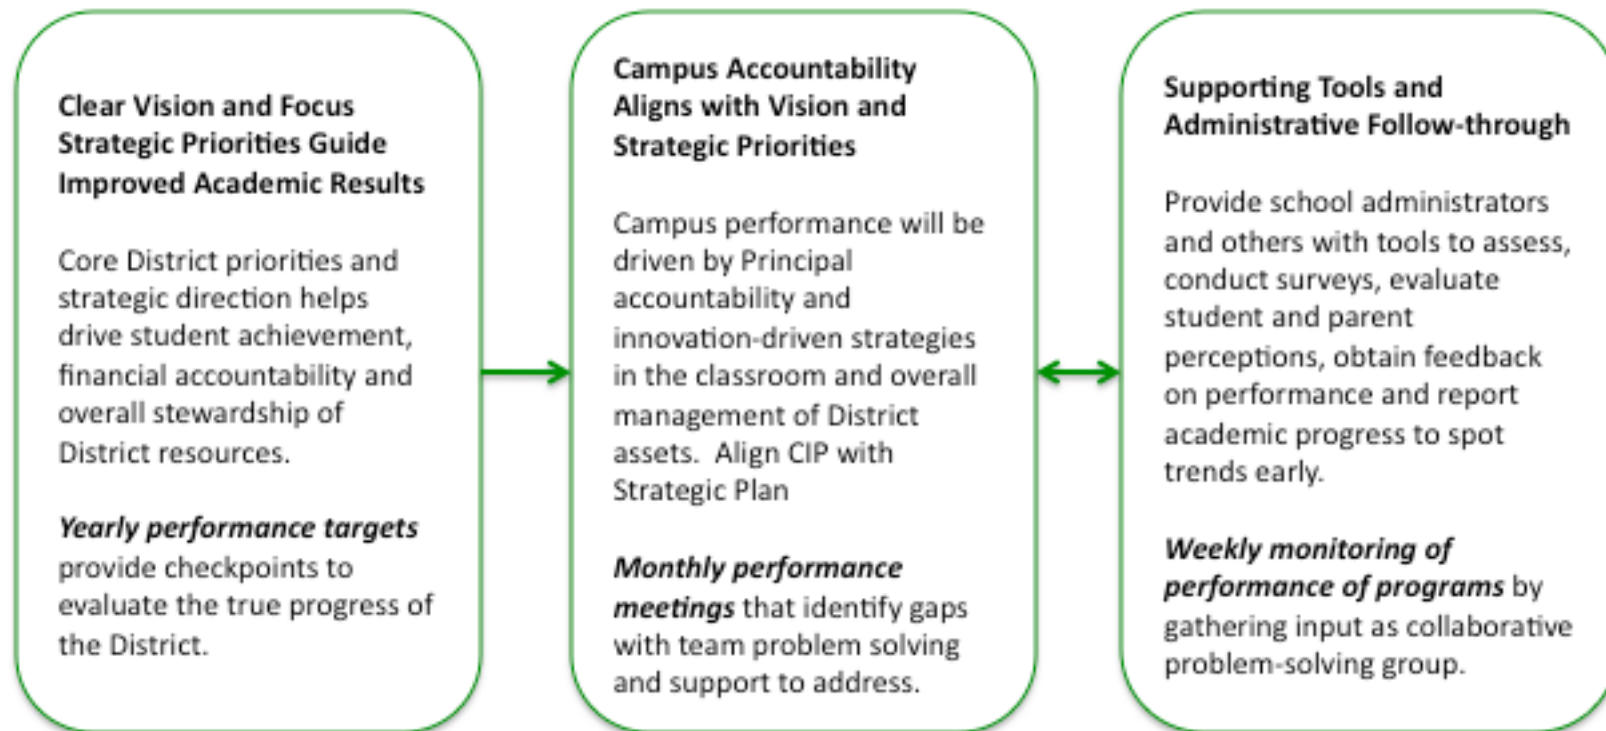 Clear Vision and Focus
Strategic Priorities Guide
Improved Academic Results
Core District priorities and
strategic direction helps
drive student achievement,
financial accountability and
overall stewardship of
District resources.
Yearly performance targets
provide checkpoints to
evaluate the true progress of
the District.
Campus Accountability
Aligns with Vision and
Strategic Priorities
Campus performance will be
driven by Principal
accountability and
innovation-driven strategies
in the classroom and overall
management of District
assets.  Align CIP with
Strategic Plan
Monthly performance
meetings that identify gaps
with team problem solving
and support to address.
Supporting Tools and
Administrative Follow-through
Provide school administrators
and others with tools to assess,
conduct surveys, evaluate
student and parent
perceptions, obtain feedback
on performance and report
academic progress to spot
trends early.
Weekly monitoring of
performance of programs by
gathering input as collaborative
problem-solving group.